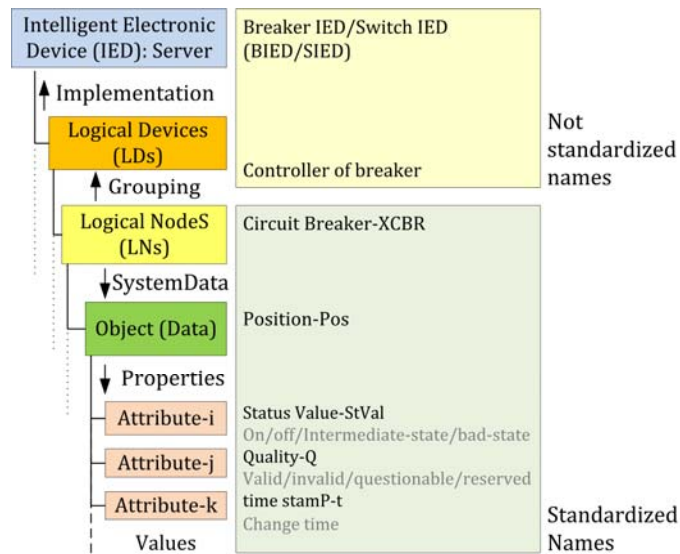 Intelligent Electronic
Device (IED): Server
Breaker IED/Switch IED
(BIED/SIED)
Implementation
Logical Devices
(LDs)
Controller of breaker
Not
standardized
names
Grouping
Logical NodeS
(LNs)
Circuit Breaker-XCBR
SystemData
Object (Data)
Position-Pos
Properties
Attribute-i
Status Value-StVal
On/off/Intermediate-state/bad-state
Attribute-j
Quality-Q
Valid/invalid/questionable/reserved
Attribute-k
time stamP-t
Change time
Values
Standardized
Names